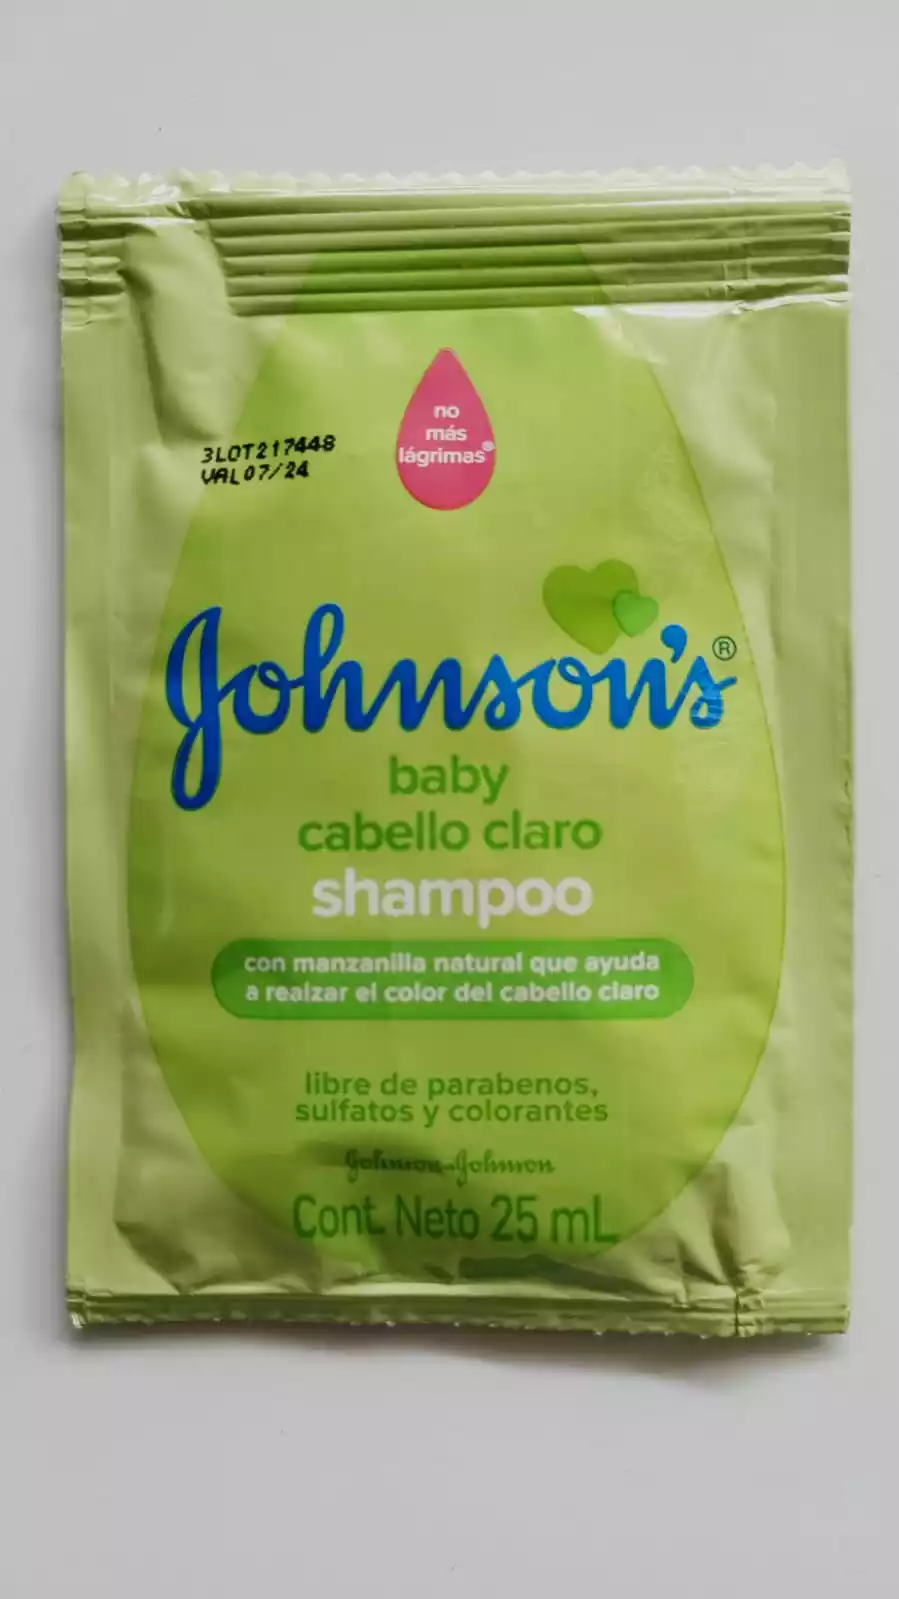 no
más
lágrimas®
3LOT217448
VAL07/24
Johnson's®
baby
cabello claro
shampoo
con manzanilla natural que ayuda
a realzar el color del cabello claro
libre de parabenos,
sulfatos y colorantes
Johnson-Johnson
Cont. Neto 25 mL